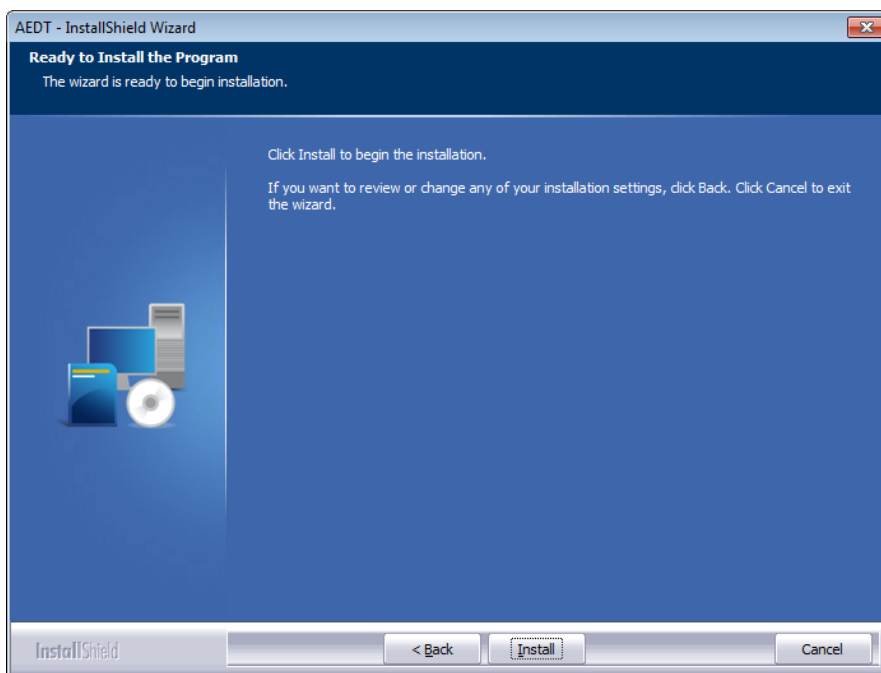 AEDT - InstallShield Wizard
Ready to Install the Program
The wizard is ready to begin installation.
Click Install to begin the installation.
If you want to review or change any of your installation settings, click Back. Click Cancel to exit
the wizard.
InstallShield
< Back
Install
Cancel